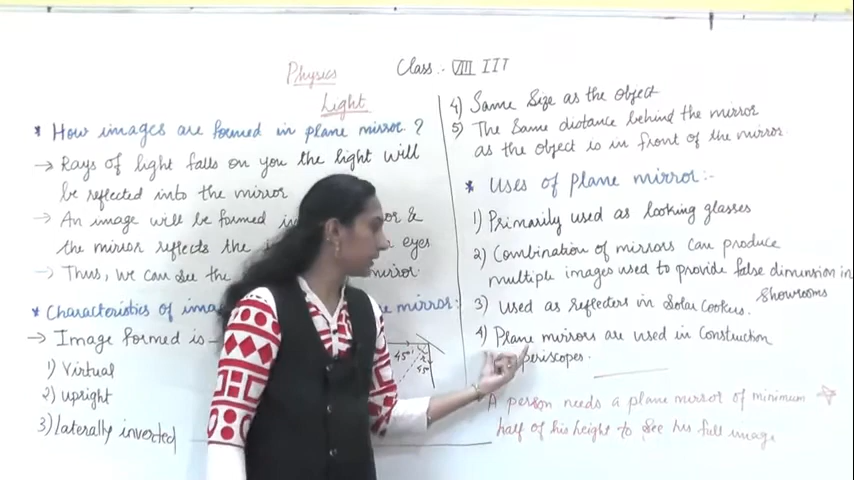 Physics Class :- VIII IIT
Light
* How images are formed in plane mirror ?
→ Rays of light falls on you the light will
be reflected into the mirror
→ An image will be formed or &
the mirror reflects the eyes
→ Thus, we can see the mirror.
* Characteristics of mirror:
→ Image formed is
1) Virtual
2) upright
3) laterally inverted
45° 45°
4) Same Size as the object
5) The Same distance behind the mirror
as the object is in front of the mirror.
* Uses of plane mirror:-
1) Primarily used as looking glasses
2) Combination of mirrors can produce
multiple images used to provide false dimension in
Showrooms
3) Used as reflecters in Solar Cookers.
4) Plane mirrors are used in Construction
periscopes.
A person needs a plane mirror of minimum
half of his height to see his full image